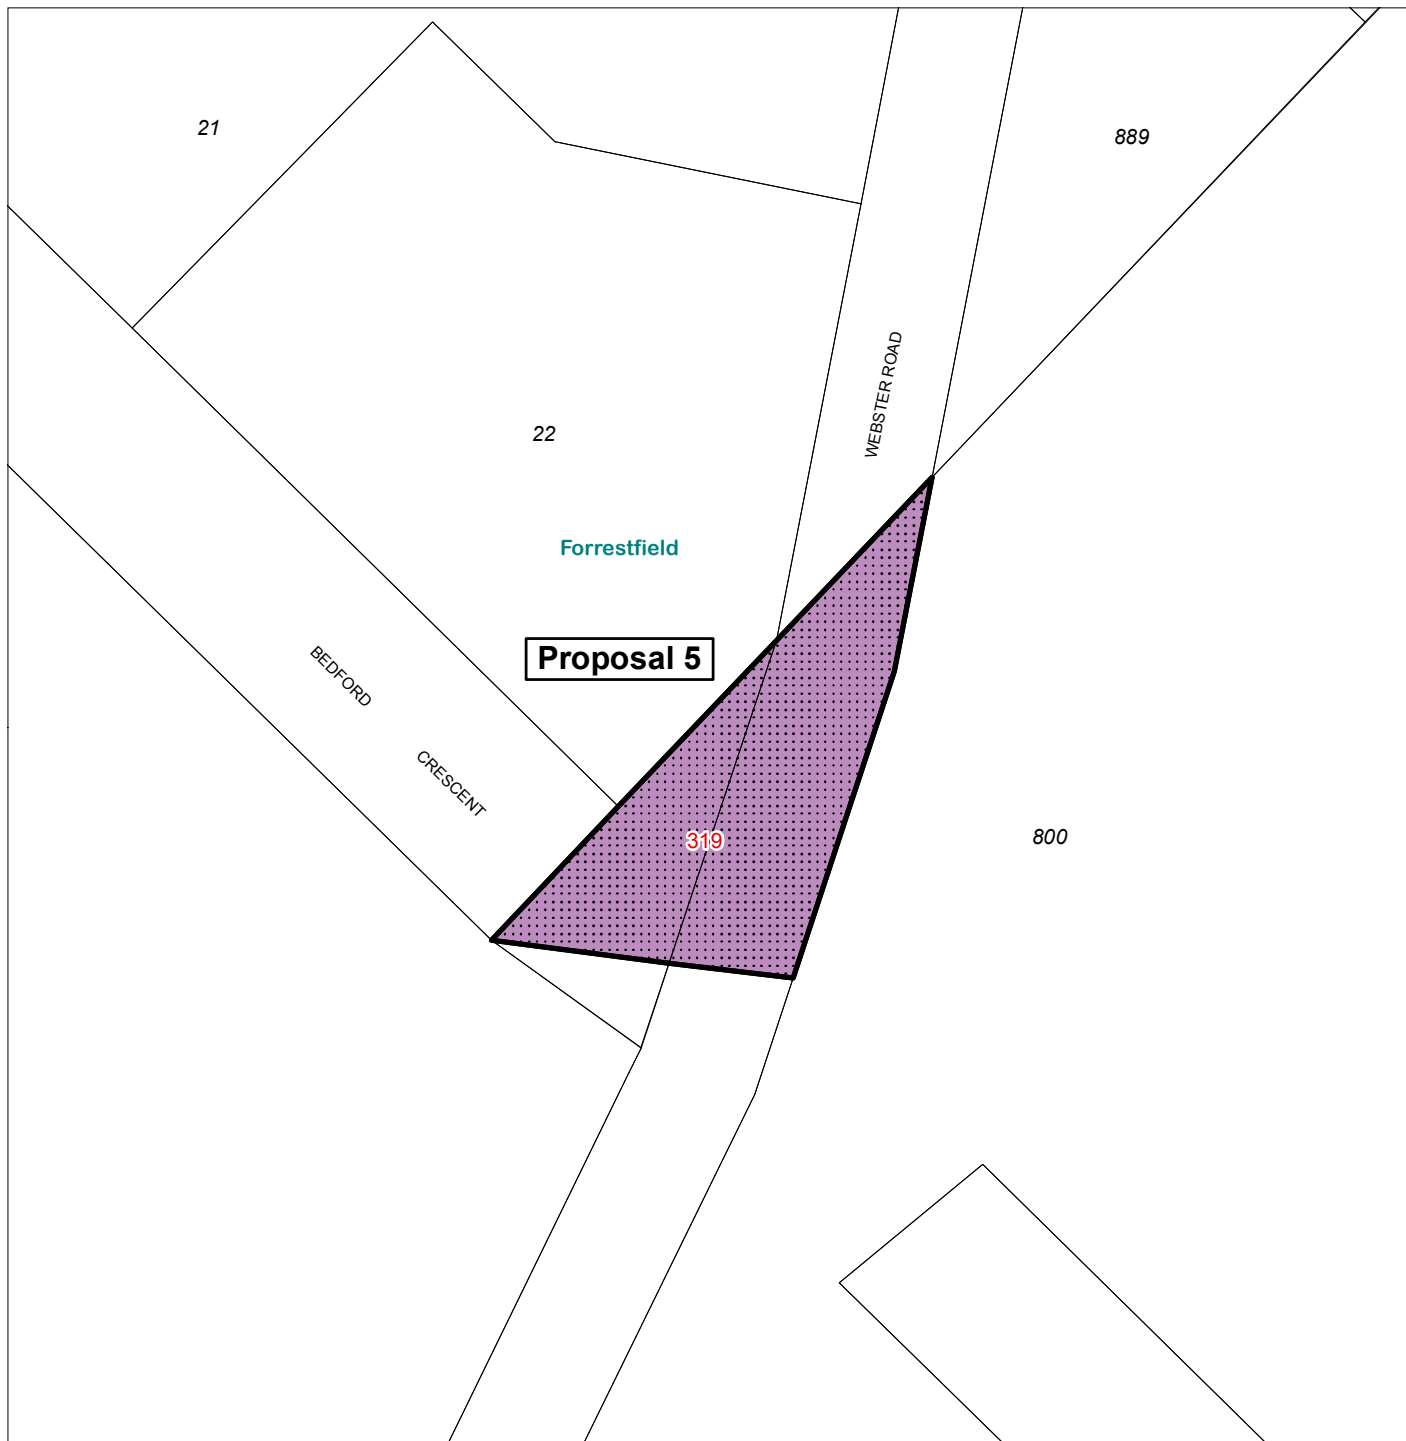 21
889
WEBSTER ROAD
22
Forrestfield
Proposal 5
BEDFORD
CRESCENT
319
800